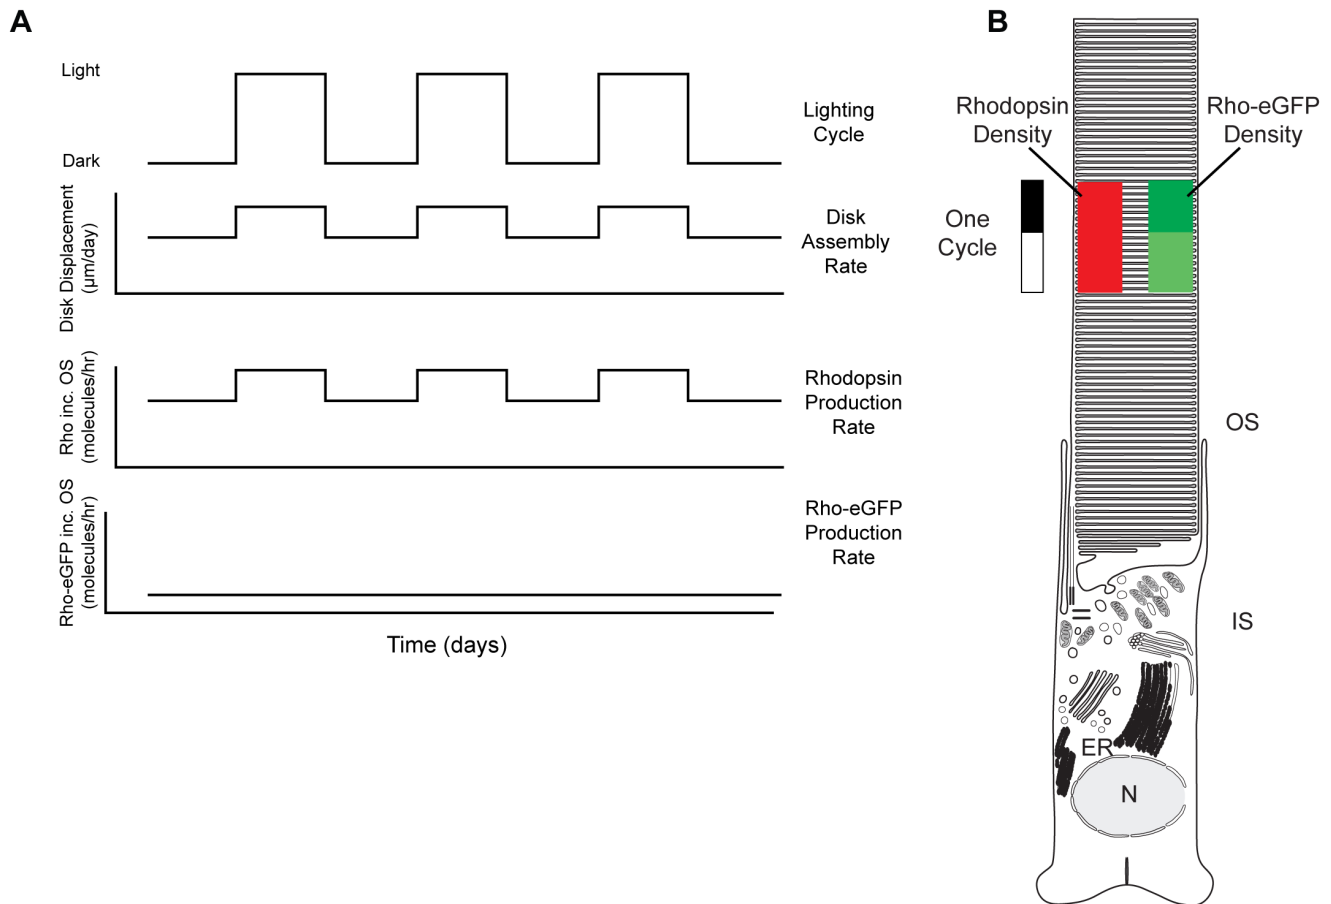 A
Light
Dark
Lighting
Cycle
Disk Displacement
(μm/day)
Disk
Assembly
Rate
Rho inc. OS
(molecules/hr)
Rhodopsin
Production
Rate
Rho-eGFP inc. OS
(molecules/hr)
Rho-eGFP
Production
Rate
Time (days)
B
Rhodopsin
Density
Rho-eGFP
Density
One
Cycle
OS
IS
ER
N